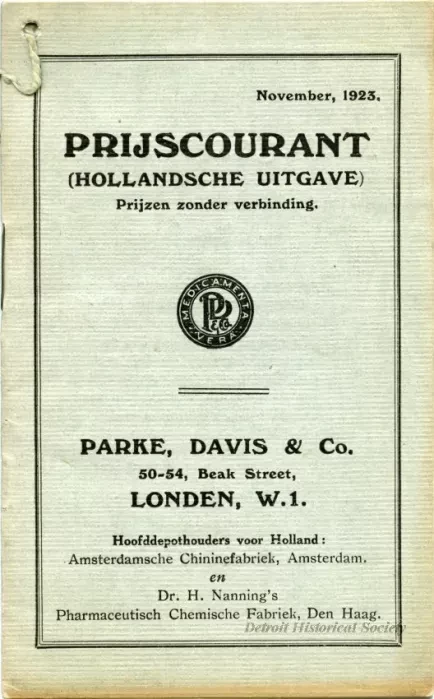 November, 1923.
PRIJSCOURANT
(HOLLANDSCHE UITGAVE)
Prijzen zonder verbinding.
MEDICAMENTA
P.D.&Co.
VERA
PARKE, DAVIS & Co.
50-54, Beak Street,
LONDEN, W.1.
Hoofddepothouders voor Holland:
Amsterdamsche Chininefabriek, Amsterdam.
en
Dr. H. Nanning's
Pharmaceutisch Chemische Fabriek, Den Haag.
Detroit Historical Society